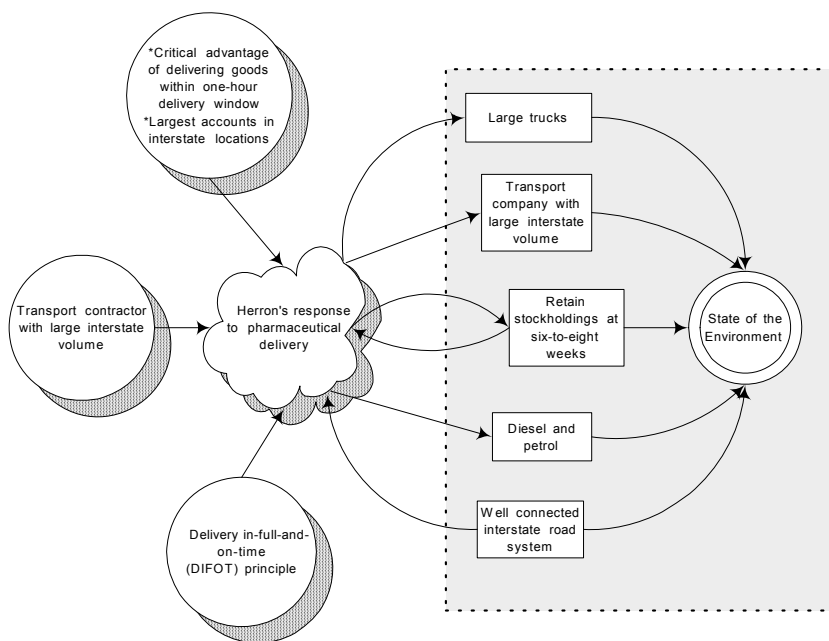 *Critical advantage
of delivering goods
within one-hour
delivery window
*Largest accounts in
interstate locations
Large trucks
Transport
company with
large interstate
volume
Transport contractor
with large interstate
volume
Herron's response
to pharmaceutical
delivery
Retain
stockholdings at
six-to-eight
weeks
State of the
Environment
Diesel and
petrol
Well connected
interstate road
system
Delivery in-full-and-
on-time
(DIFOT) principle